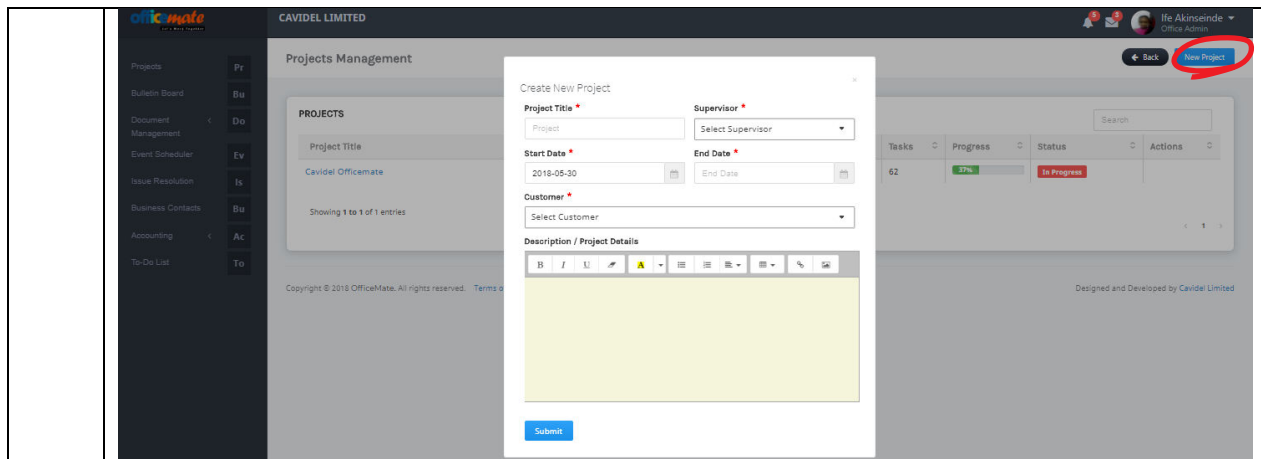 officemate
CAVIDEL LIMITED
5
3
Ife Akinseinde
Office Admin
Projects Pr
Bulletin Board Bu
Document Management < Do
Event Scheduler Ev
Issue Resolution Is
Business Contacts Bu
Accounting < Ac
To-Do List To
Projects Management
← Back
New Project
PROJECTS
Search
Project Title
Tasks
Progress
Status
Actions
Cavidel Officemate
62
37%
In Progress
Showing 1 to 1 of 1 entries
‹ 1 ›
Copyright © 2018 OfficeMate, All rights reserved. Terms o
Designed and Developed by Cavidel Limited
×
Create New Project
Project Title *
Supervisor *
Project
Select Supervisor
Start Date *
End Date *
2018-05-30
End Date
Customer *
Select Customer
Description / Project Details
B I U A
Submit